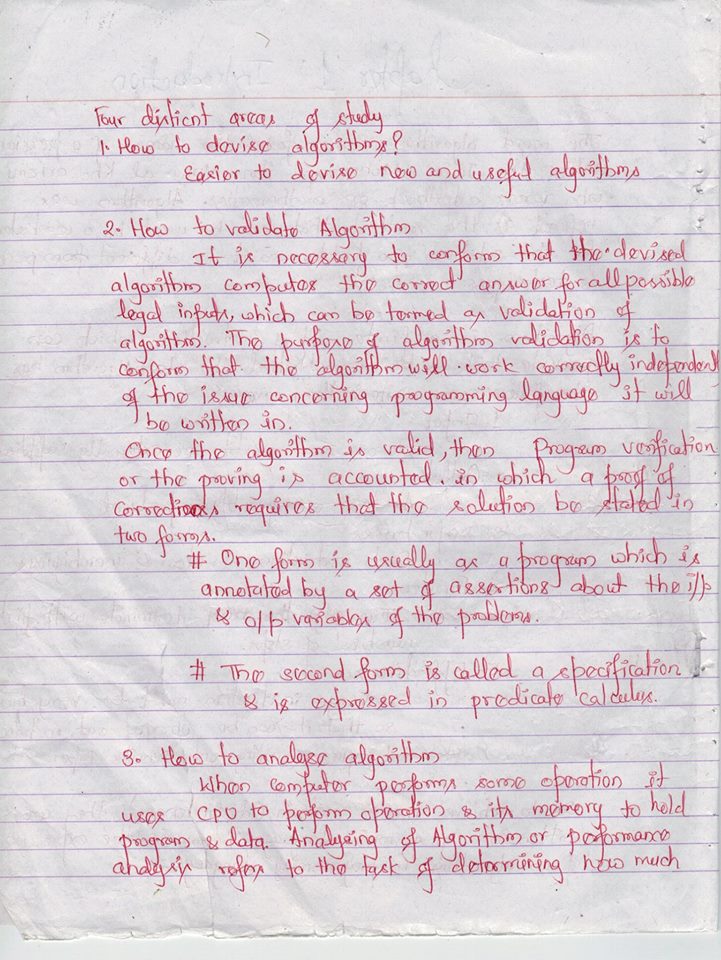 Four distient areas of study
1. How to devise algorithms?
Easier to devise new and useful algorithms
2. How to validate Algorithm
It is necessary to conform that the devised
algorithm computes the correct answer for all possible
legal inputs, which can be termed as validation of
algorithm. The purpose of algorithm validation is to
conform that the algorithm will work correctly independent
of the issue concerning programming language it will
be written in.
Once the algorithm is valid, then Program verification
or the proving is accounted. in which a proof of
correctness requires that the solution be stated in
two forms.
# One form is usually as a program which is
annotated by a set of assertions about the i/p
& o/p variables of the problems.
# The second form is called a specification
& is expressed in predicate calculus.
3. How to analyse algorithm
When computer performs some operation it
uses CPU to perform operation & its memory to hold
program & data. Analysing of Algorithm or performance
analysis refers to the task of determining how much